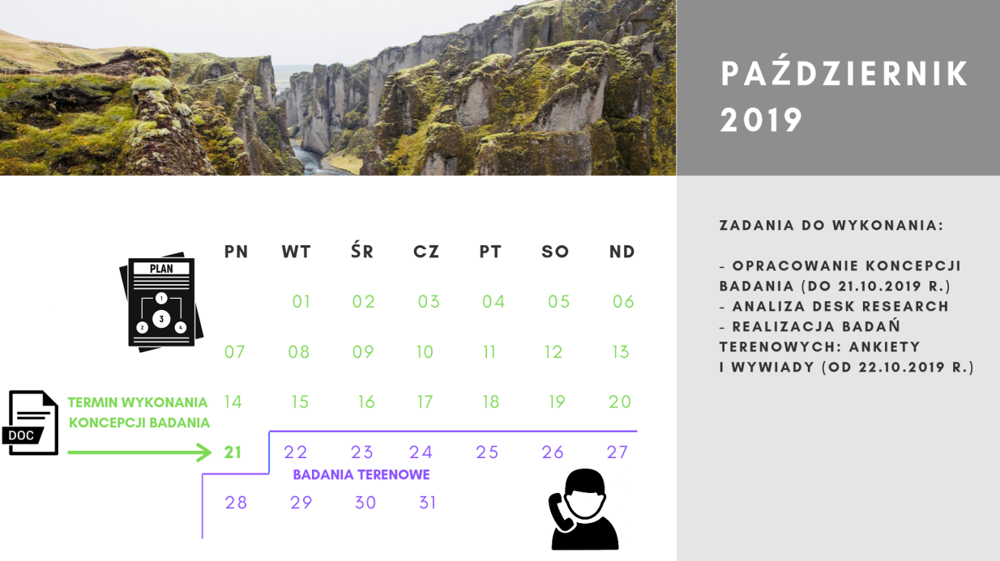 PAŹDZIERNIK
2019
PLAN
1
3
2 4
PN WT ŚR CZ PT SO ND
01 02 03 04 05 06
07 08 09 10 11 12 13
14 15 16 17 18 19 20
21 22 23 24 25 26 27
28 29 30 31
TERMIN WYKONANIA
KONCEPCJI BADANIA
DOC
BADANIA TERENOWE
ZADANIA DO WYKONANIA:
- OPRACOWANIE KONCEPCJI
BADANIA (DO 21.10.2019 R.)
- ANALIZA DESK RESEARCH
- REALIZACJA BADAŃ
TERENOWYCH: ANKIETY
I WYWIADY (OD 22.10.2019 R.)